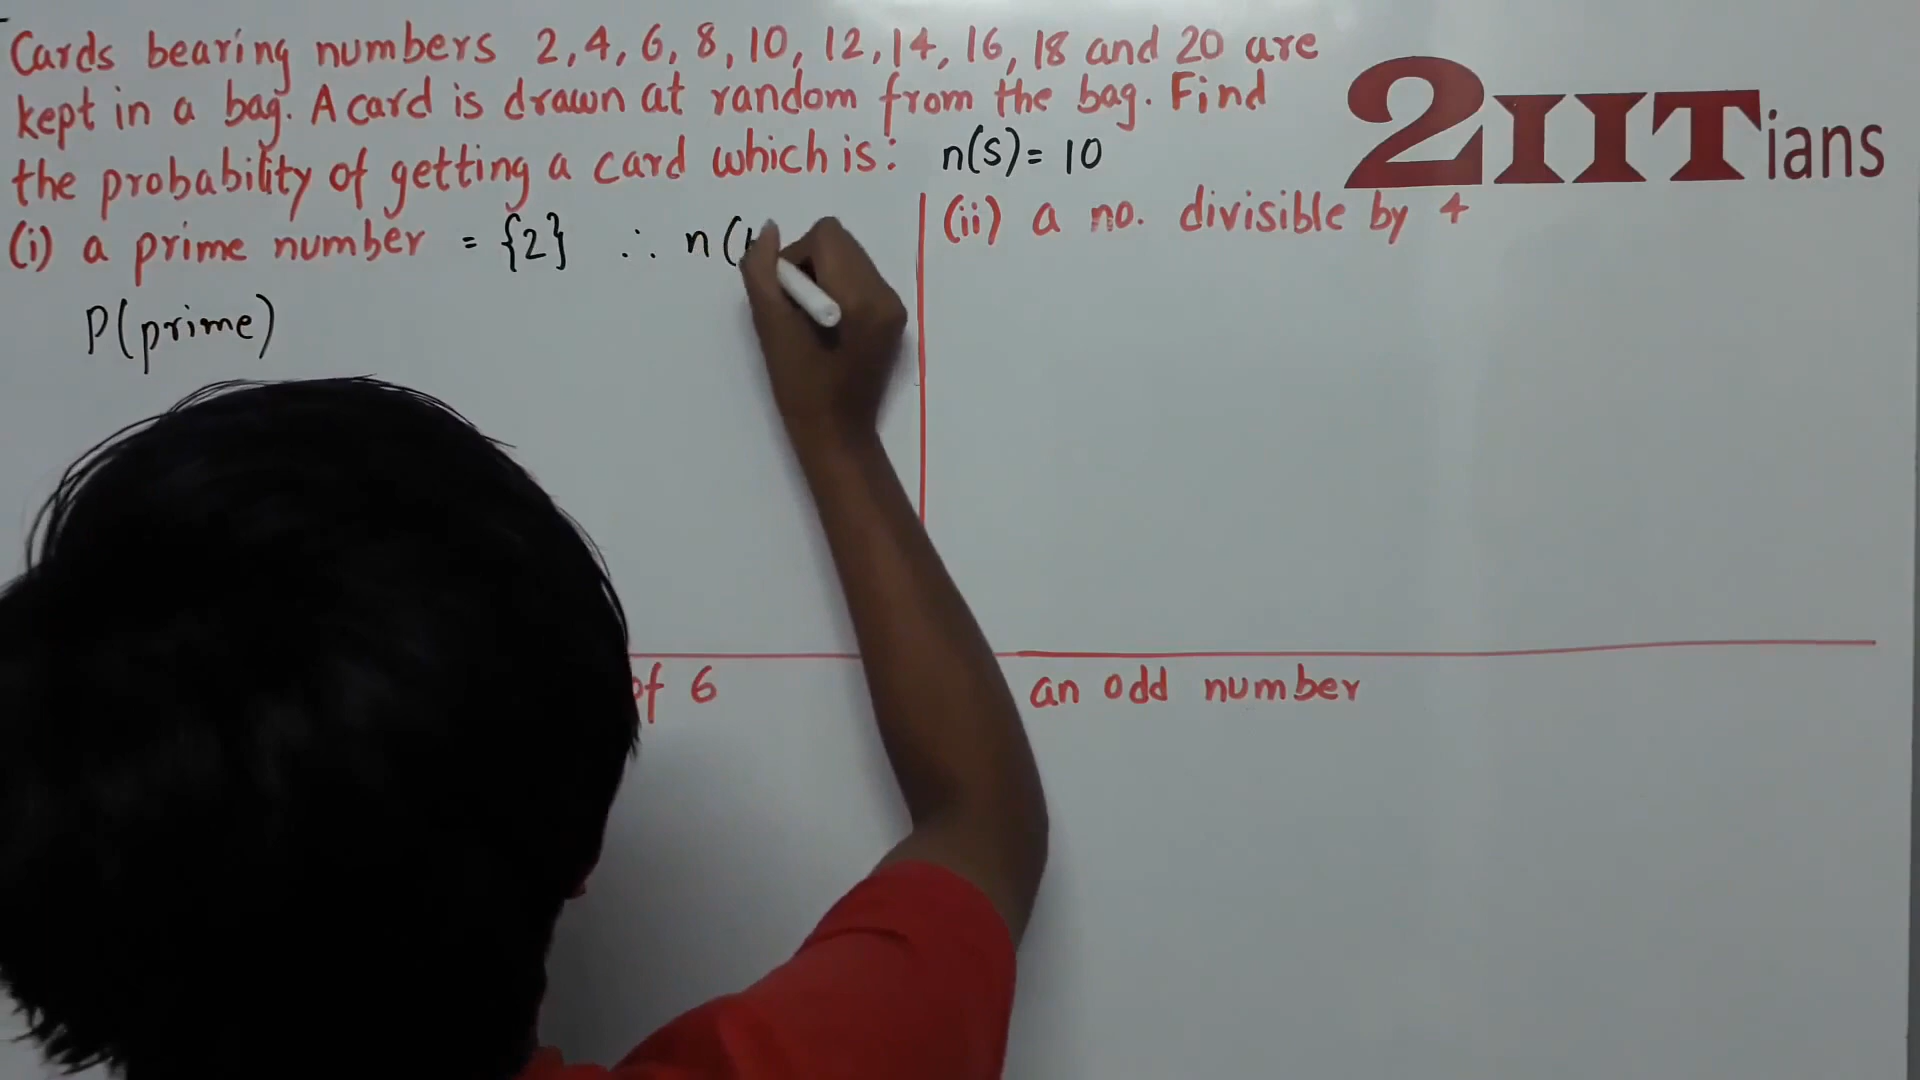 Cards bearing numbers 2, 4, 6, 8, 10, 12, 14, 16, 18 and 20 are
kept in a bag. A card is drawn at random from the bag. Find
the probability of getting a card which is: n(S) = 10
2IITians
(i) a prime number = {2} ∴ n(
P(prime)
(ii) a no. divisible by 4
of 6
an odd number